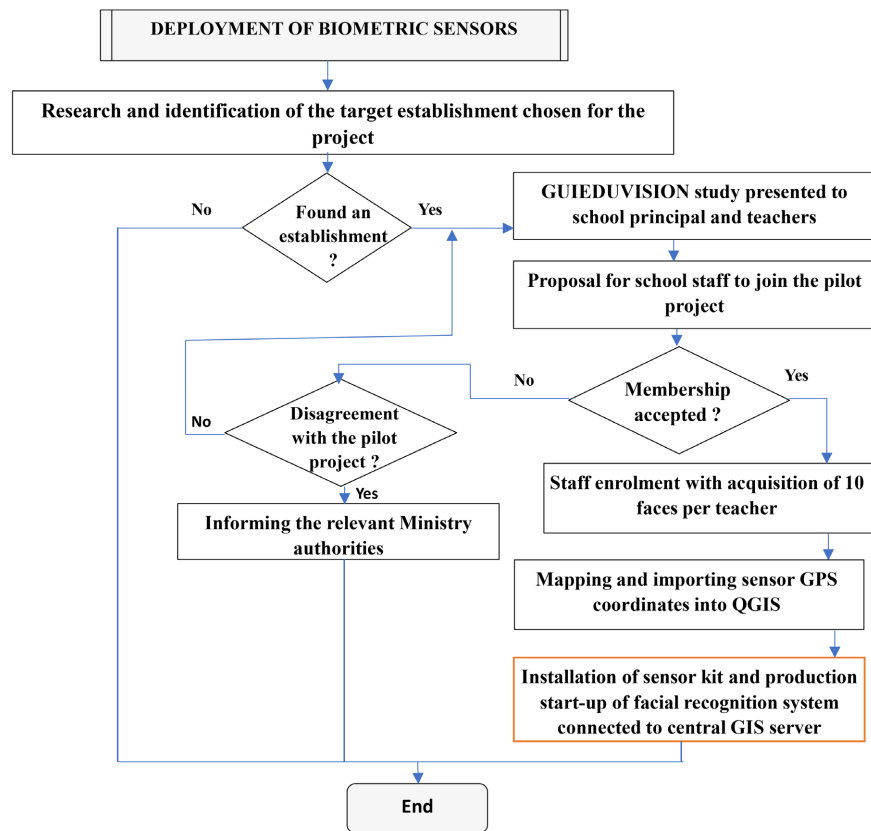 DEPLOYMENT OF BIOMETRIC SENSORS
Research and identification of the target establishment chosen for the
project
No
Found an
establishment
?
Yes
GUIEDUVISION study presented to
school principal and teachers
Proposal for school staff to join the pilot
project
No
Membership
accepted ?
Yes
No
Disagreement
with the pilot
project ?
Yes
Staff enrolment with acquisition of 10
faces per teacher
Informing the relevant Ministry
authorities
Mapping and importing sensor GPS
coordinates into QGIS
Installation of sensor kit and production
start-up of facial recognition system
connected to central GIS server
End